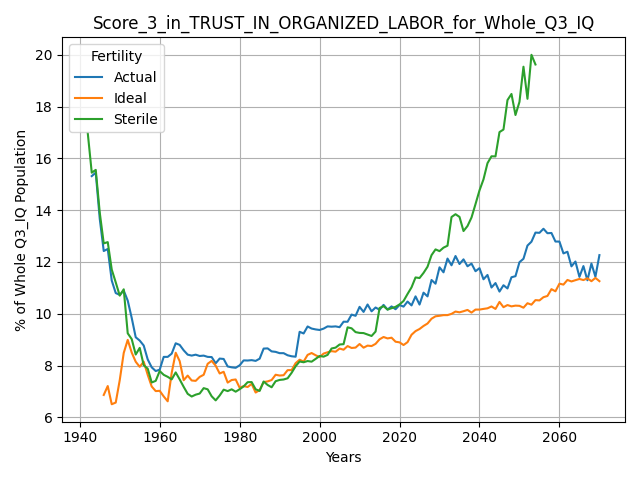 Score_3_in_TRUST_IN_ORGANIZED_LABOR_for_Whole_Q3_IQ
Fertility
Actual
Ideal
Sterile
% of Whole Q3_IQ Population
20
18
16
14
12
10
8
6
1940
1960
1980
2000
2020
2040
2060
Years